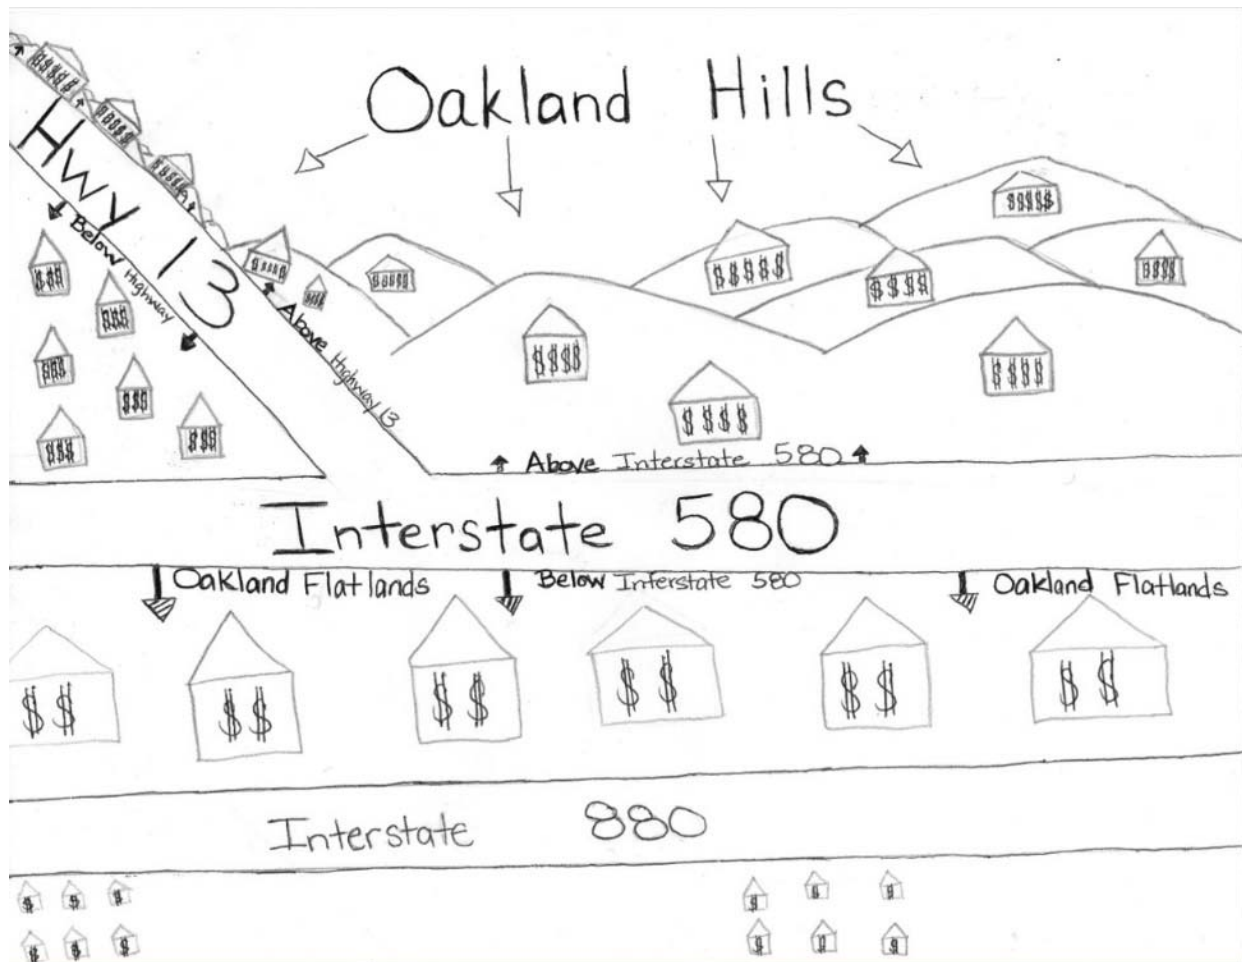 Oakland Hills
Hwy 13
Below Highway
Above Highway 13
$$$$$ $$$$$ $$$$
$$$ $$$ $$$ $$$ $$$ $$$
$$$$ $$$$ $$$$ $$$$
Above Interstate 580
Interstate 580
Oakland Flatlands
Below Interstate 580
Oakland Flatlands
$$ $$ $$ $$ $$ $$
Interstate 880
$ $ $ $ $ $
$ $ $ $ $ $